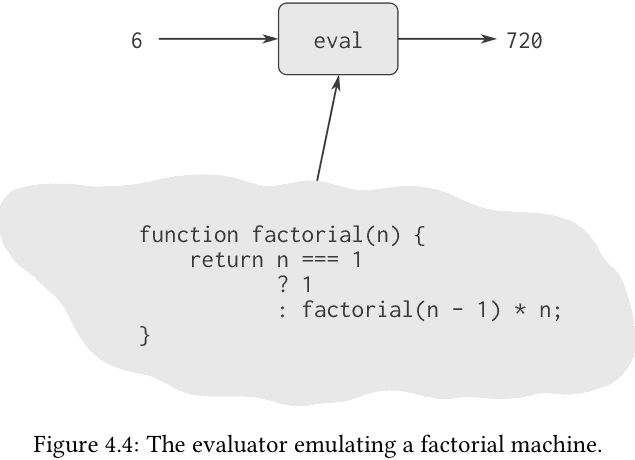 6 eval 720
function factorial(n) {
    return n === 1
           ? 1
           : factorial(n - 1) * n;
}
Figure 4.4: The evaluator emulating a factorial machine.